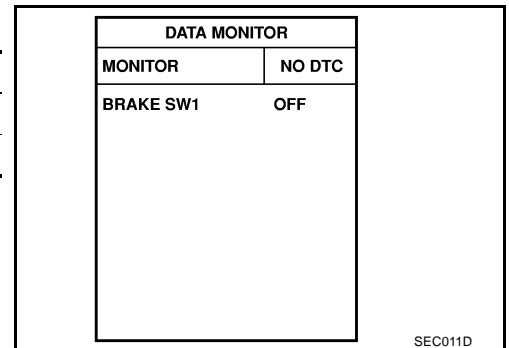 DATA MONITOR
MONITOR NO DTC
BRAKE SW1 OFF
SEC011D